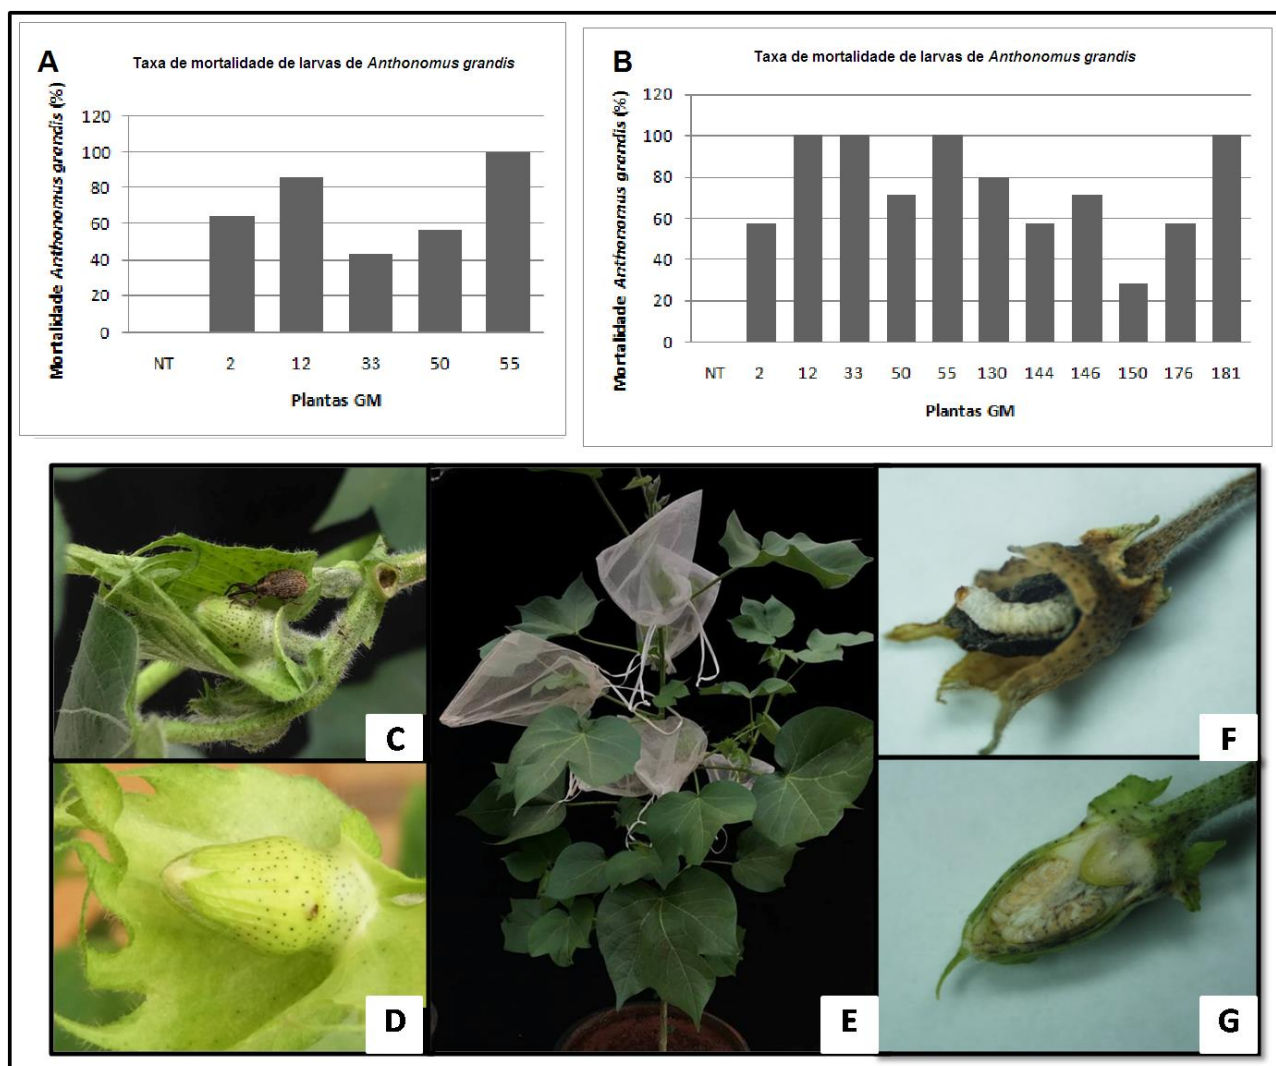 A
Taxa de mortalidade de larvas de Anthonomus grandis
Mortalidade Anthonomus grandis (%)
120
100
80
60
40
20
0
NT 2 12 33 50 55
Plantas GM
B
Taxa de mortalidade de larvas de Anthonomus grandis
Mortalidade Anthonomus grandis (%)
120
100
80
60
40
20
0
NT 2 12 33 50 55 130 144 146 150 176 181
Plantas GM
C
D
E
F
G